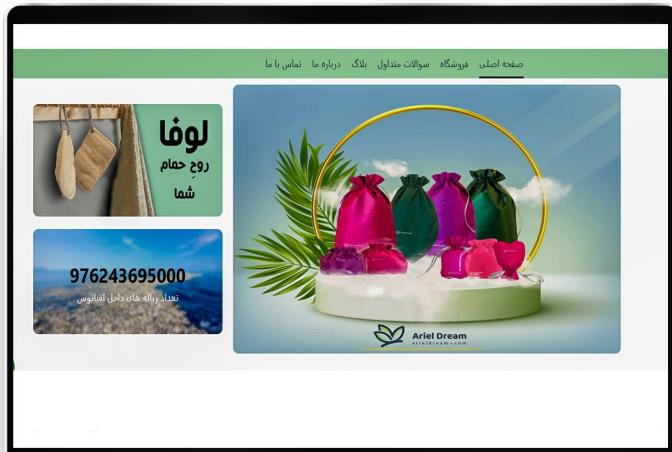 صفحه اصلی فروشگاه سوالات متداول بلاگ درباره ما تماس با ما
لوفا
روح حمام
شما
976243695000
تعداد زباله های داخل اقیانوس
Ariel Dream
arieldream.com